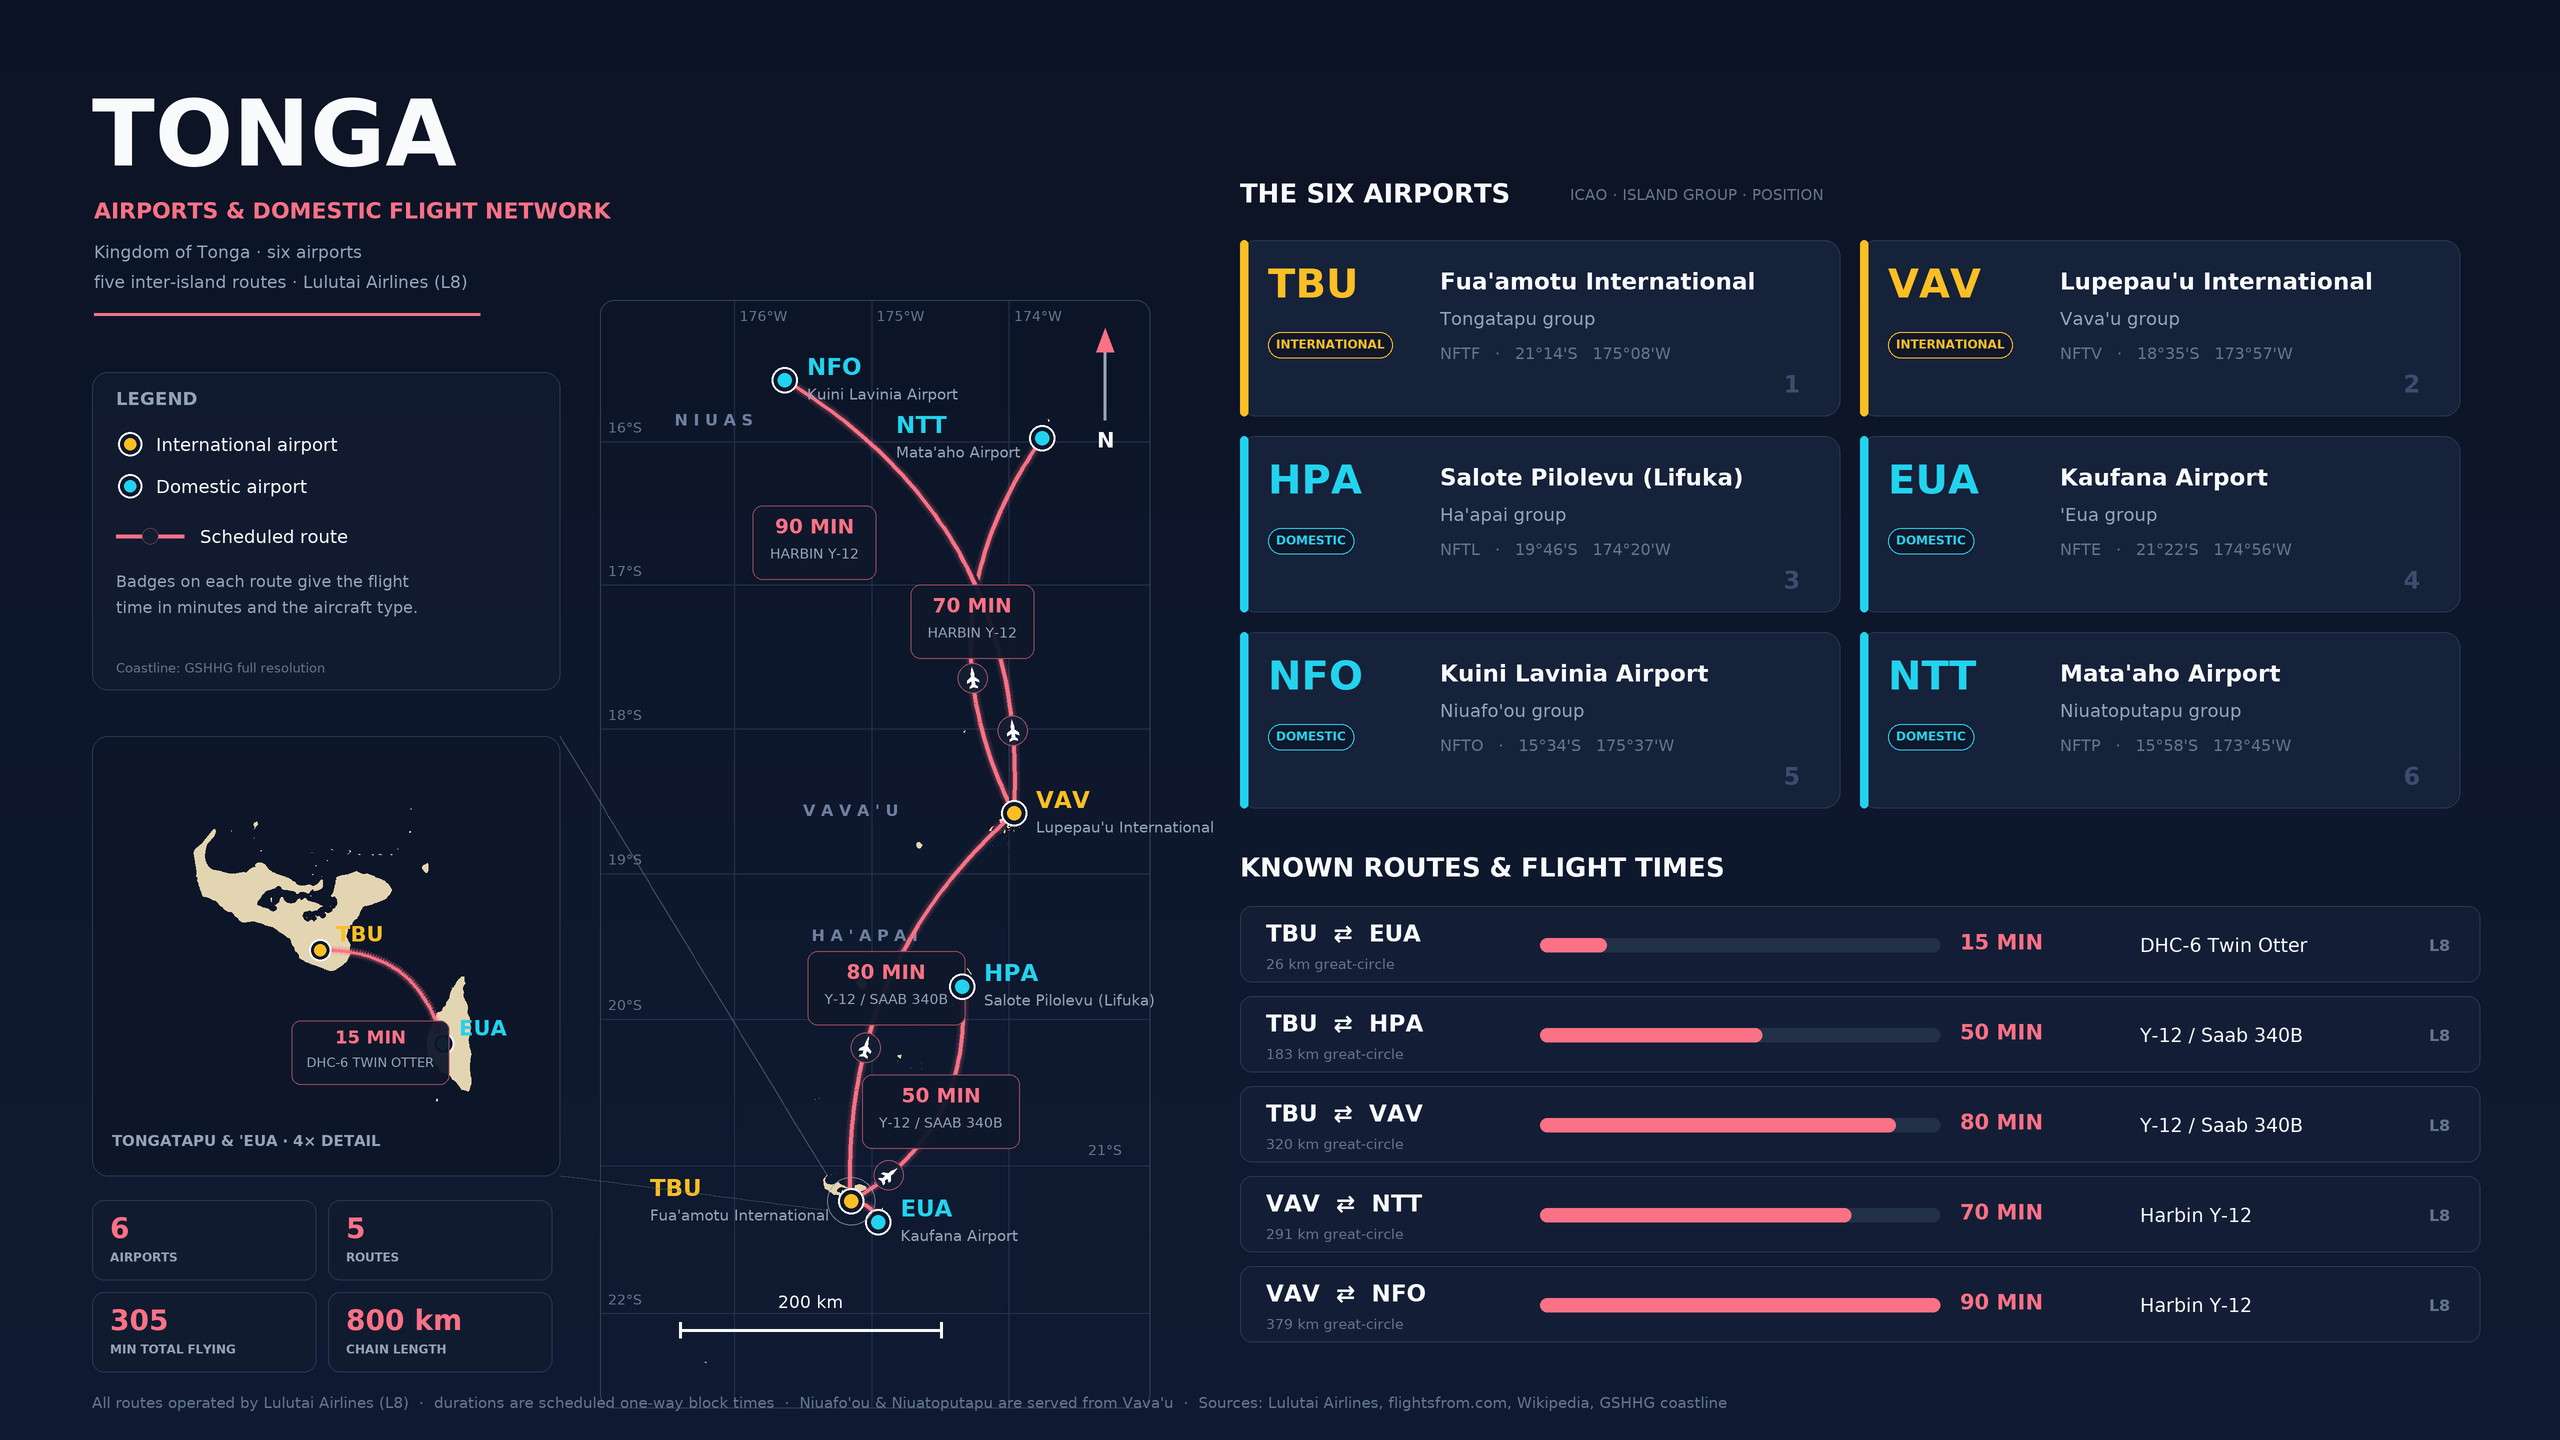 TONGA
AIRPORTS & DOMESTIC FLIGHT NETWORK
Kingdom of Tonga · six airports
five inter-island routes · Lulutai Airlines (L8)
LEGEND
International airport
Domestic airport
Scheduled route
Badges on each route give the flight
time in minutes and the aircraft type.
Coastline: GSHHG full resolution
TBU
EUA
15 MIN
DHC-6 TWIN OTTER
TONGATAPU & 'EUA · 4× DETAIL
6
AIRPORTS
5
ROUTES
305
MIN TOTAL FLYING
800 km
CHAIN LENGTH
176°W
175°W
174°W
NFO
Kuini Lavinia Airport
NIUAS
NTT
Mata'aho Airport
N
16°S
90 MIN
HARBIN Y-12
17°S
70 MIN
HARBIN Y-12
18°S
VAVA'U
VAV
Lupepau'u International
19°S
HA'APAI
80 MIN
Y-12 / SAAB 340B
HPA
Salote Pilolevu (Lifuka)
20°S
50 MIN
Y-12 / SAAB 340B
21°S
TBU
Fua'amotu International
EUA
Kaufana Airport
22°S
200 km
THE SIX AIRPORTS
ICAO · ISLAND GROUP · POSITION
TBU
INTERNATIONAL
Fua'amotu International
Tongatapu group
NFTF · 21°14'S 175°08'W
1
VAV
INTERNATIONAL
Lupepau'u International
Vava'u group
NFTV · 18°35'S 173°57'W
2
HPA
DOMESTIC
Salote Pilolevu (Lifuka)
Ha'apai group
NFTL · 19°46'S 174°20'W
3
EUA
DOMESTIC
Kaufana Airport
'Eua group
NFTE · 21°22'S 174°56'W
4
NFO
DOMESTIC
Kuini Lavinia Airport
Niuafo'ou group
NFTO · 15°34'S 175°37'W
5
NTT
DOMESTIC
Mata'aho Airport
Niuatoputapu group
NFTP · 15°58'S 173°45'W
6
KNOWN ROUTES & FLIGHT TIMES
TBU ⇄ EUA
26 km great-circle
15 MIN
DHC-6 Twin Otter
L8
TBU ⇄ HPA
183 km great-circle
50 MIN
Y-12 / Saab 340B
L8
TBU ⇄ VAV
320 km great-circle
80 MIN
Y-12 / Saab 340B
L8
VAV ⇄ NTT
291 km great-circle
70 MIN
Harbin Y-12
L8
VAV ⇄ NFO
379 km great-circle
90 MIN
Harbin Y-12
L8
All routes operated by Lulutai Airlines (L8) · durations are scheduled one-way block times · Niuafo'ou & Niuatoputapu are served from Vava'u · Sources: Lulutai Airlines, flightsfrom.com, Wikipedia, GSHHG coastline